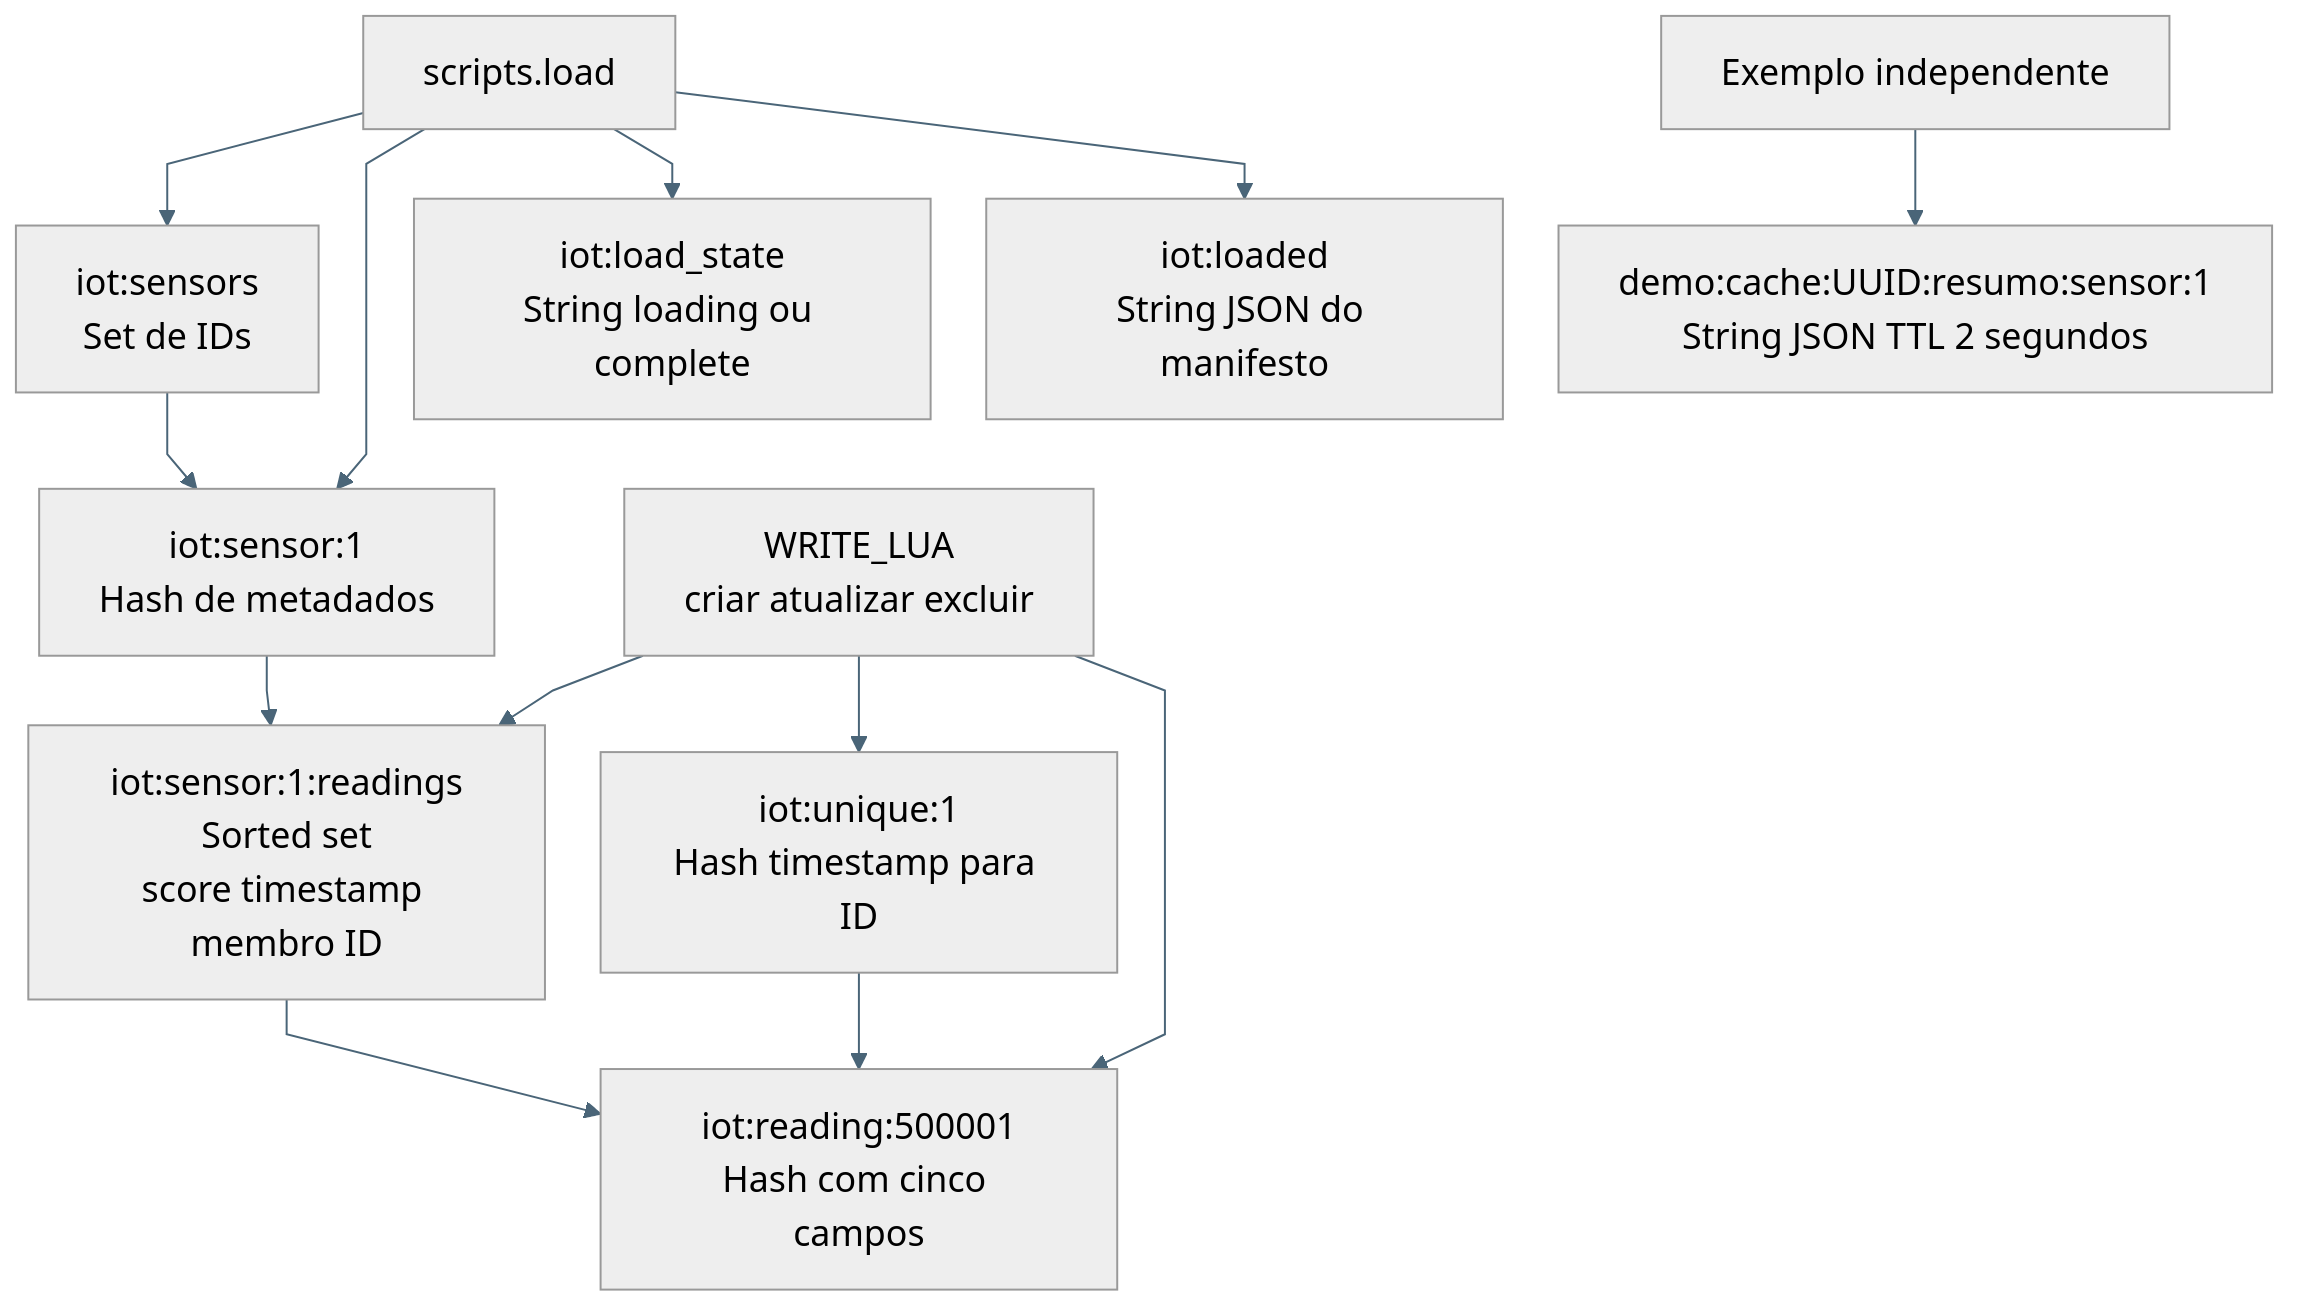 scripts.load
Exemplo independente
iot:sensors
Set de IDs
iot:load_state
String loading ou
complete
iot:loaded
String JSON do
manifesto
demo:cache:UUID:resumo:sensor:1
String JSON TTL 2 segundos
iot:sensor:1
Hash de metadados
WRITE_LUA
criar atualizar excluir
iot:sensor:1:readings
Sorted set
score timestamp
membro ID
iot:unique:1
Hash timestamp para
ID
iot:reading:500001
Hash com cinco
campos